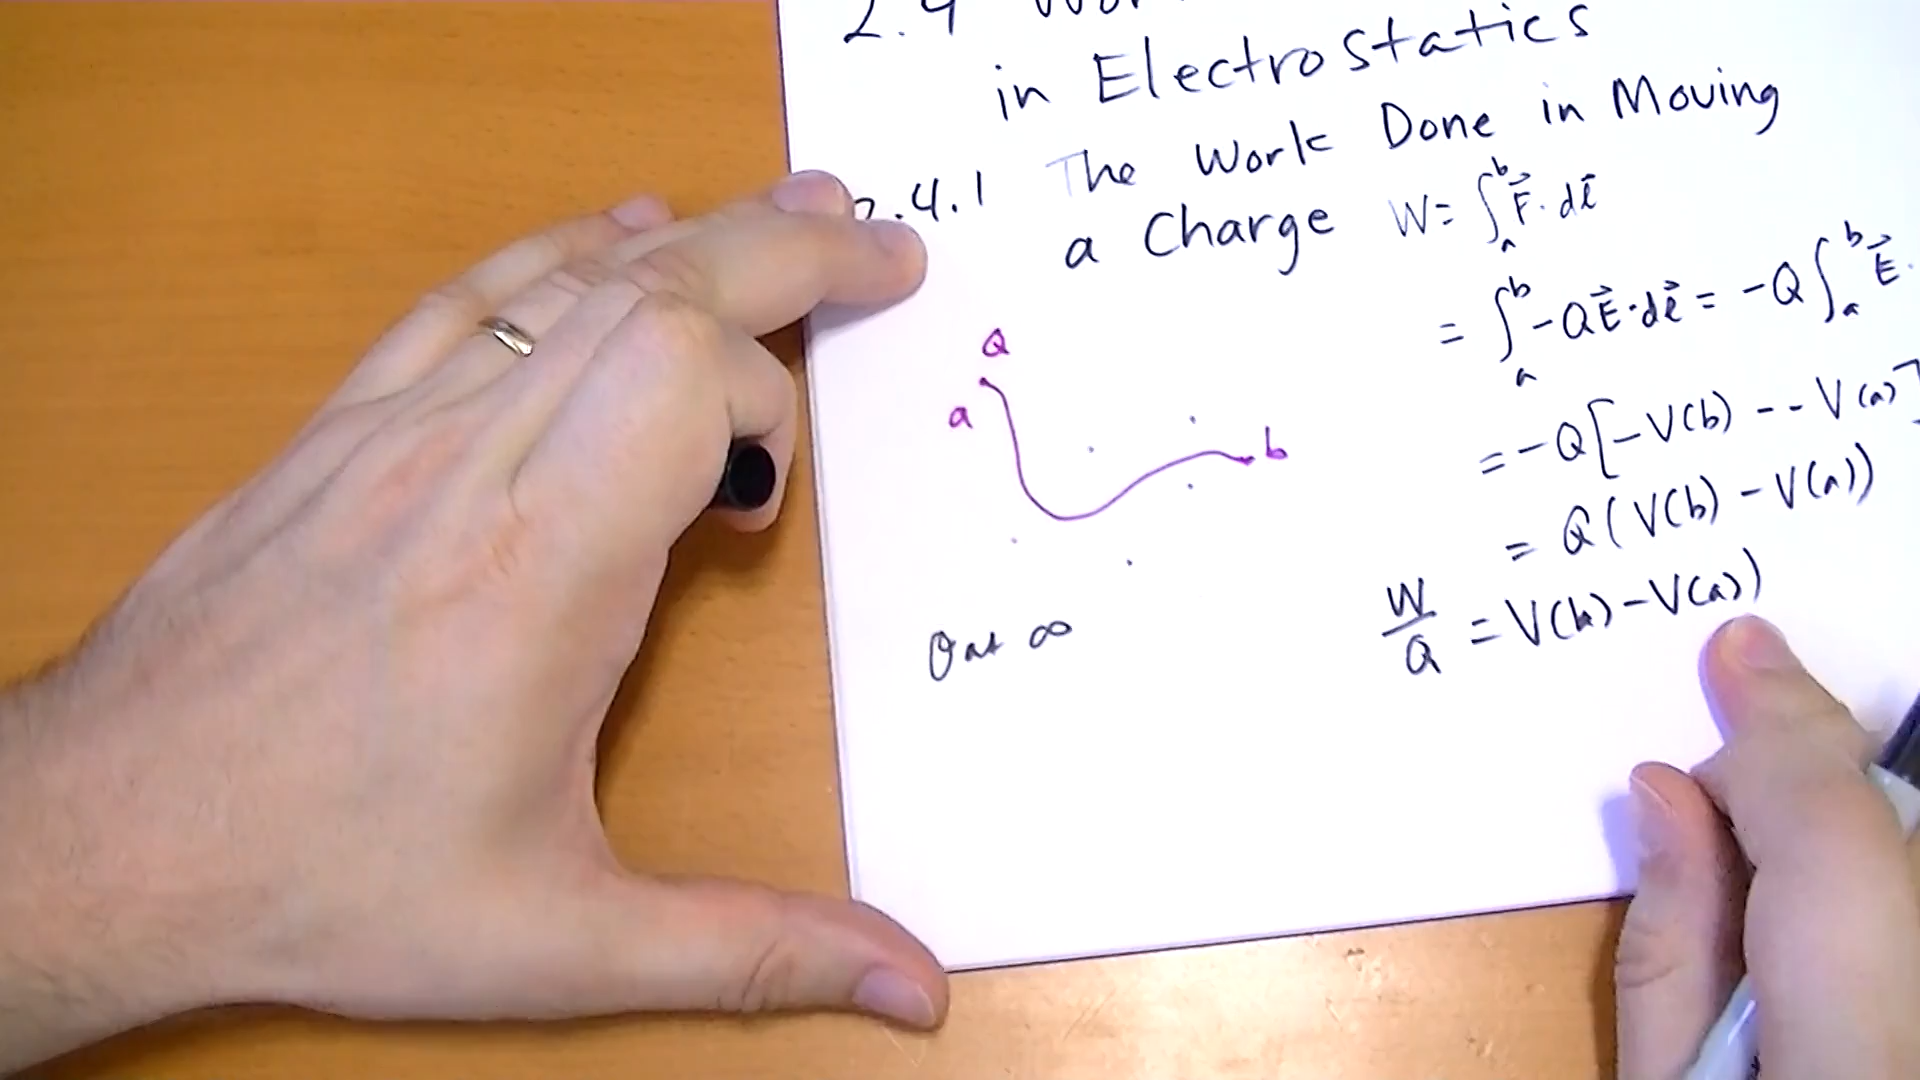 2.4
in Electrostatics
2.4.1 The Work Done in Moving
a Charge W = ∫ₐᵇ F⃗ · dl⃗
= ∫ₐᵇ -QE⃗ · dl⃗ = -Q ∫ₐᵇ E⃗ ·
= -Q[-V(b) - -V(a)]
= Q(V(b) - V(a))
W/Q = V(b) - V(a))
Q
a
b
0 at ∞